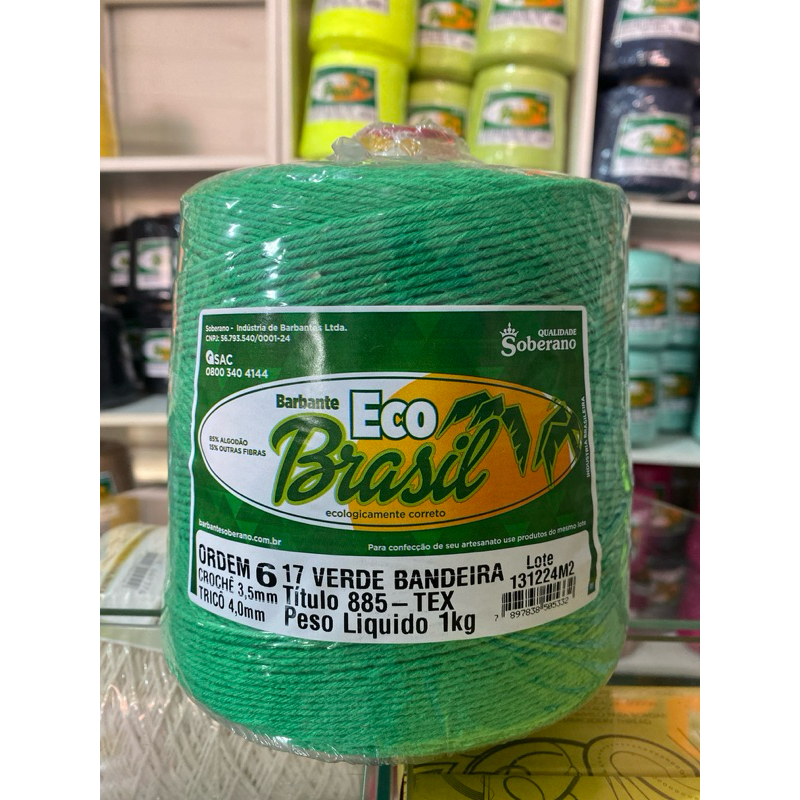 Soberano - Indústria de Barbantes Ltda.
CNPJ: 56.793.540/0001-24
SAC
0800 340 4144
QUALIDADE
Soberano
Barbante Eco
Brasil
ecologicamente correto
85% ALGODÃO
15% OUTRAS FIBRAS
INDÚSTRIA BRASILEIRA
barbantesoberano.com.br
Para confecção de seu artesanato use produtos do mesmo lote
ORDEM 6
CROCHÊ 3,5mm
TRICÔ 4,0mm
17 VERDE BANDEIRA
Título 885-TEX
Peso Liquido 1kg
Lote
131224M2
7 897838 505332